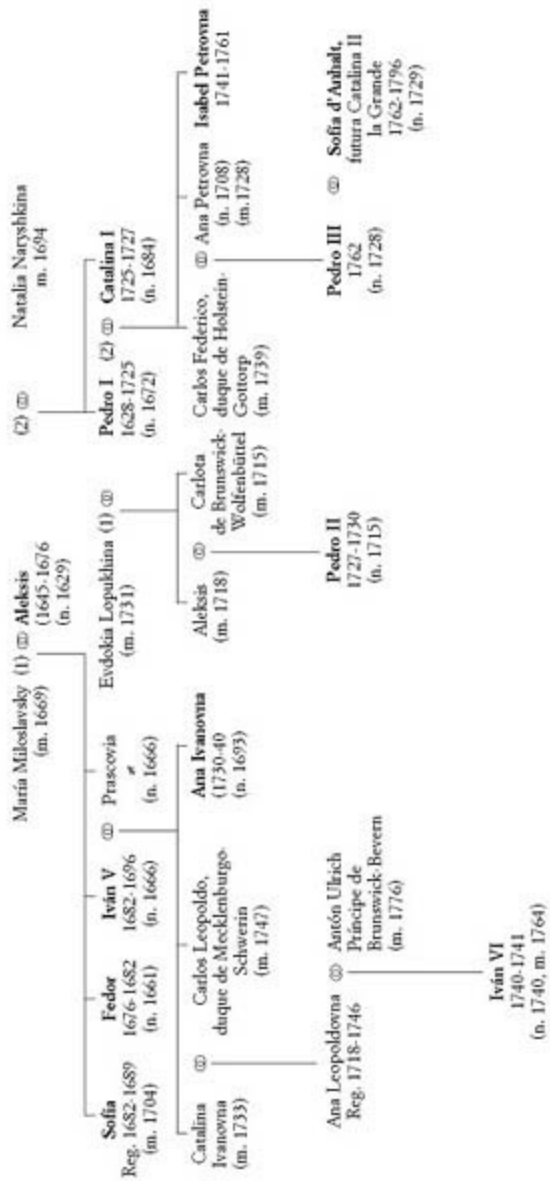 María Miloslavsky (1) ⚭ Aleksis (2) ⚭ Natalia Naryshkina
(m. 1669)
(1645-1676
(n. 1629)
m. 1694
Sofía
Reg. 1682-1689
(m. 1704)
Fedor
1676-1682
(n. 1661)
Iván V
1682-1696
(n. 1666)
⚭ Prascovia
(n. 1666)
Evdokia Lopukhina (1) ⚭
(m. 1731)
Pedro I (2) ⚭
1628-1725
(n. 1672)
Catalina I
1725-1727
(n. 1684)
Catalina
Ivanovna
(m. 1733)
⚭
Carlos Leopoldo,
duque de Mecklenburgo-
Schwerin
(m. 1747)
Ana Ivanovna
(1730-40
(n. 1693)
Aleksis
(m. 1718)
⚭
Carlota
de Brunswick-
Wolfenbüttel
(m. 1715)
Carlos Federico,
duque de Holstein-
Gottorp
(m. 1739)
⚭ Ana Petrovna
(n. 1708)
(m. 1728)
Isabel Petrovna
1741-1761
Ana Leopoldovna ⚭
Reg. 1718-1746
Antón Ulrich
Príncipe de
Brunswick-Bevern
(m. 1776)
Pedro II
1727-1730
(n. 1715)
Pedro III
1762
(n. 1728)
⚭
Sofía d'Anhalt,
futura Catalina II
la Grande
1762-1796
(n. 1729)
Iván VI
1740-1741
(n. 1740, m. 1764)